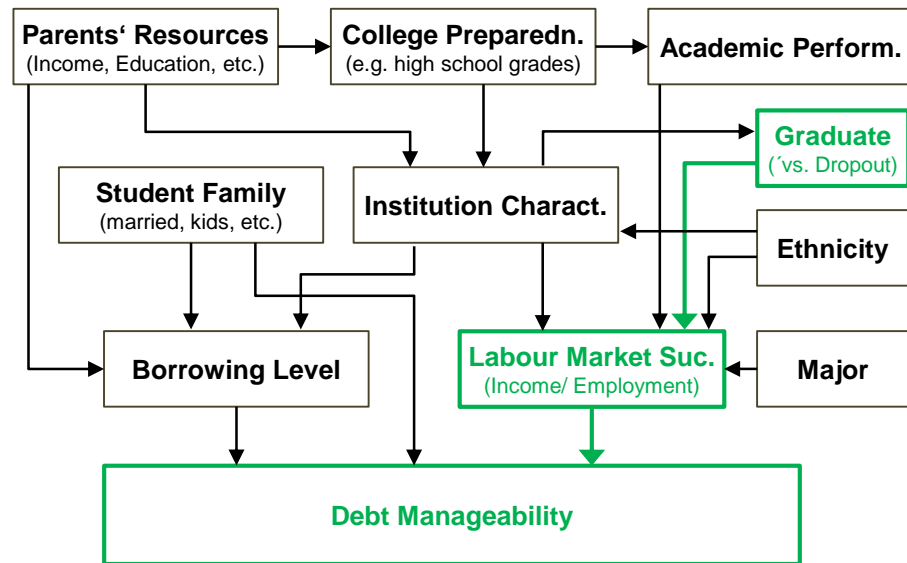 Parents‘ Resources
(Income, Education, etc.)
College Preparedn.
(e.g. high school grades)
Academic Perform.
Graduate
(´vs. Dropout)
Student Family
(married, kids, etc.)
Institution Charact.
Ethnicity
Borrowing Level
Labour Market Suc.
(Income/ Employment)
Major
Debt Manageability